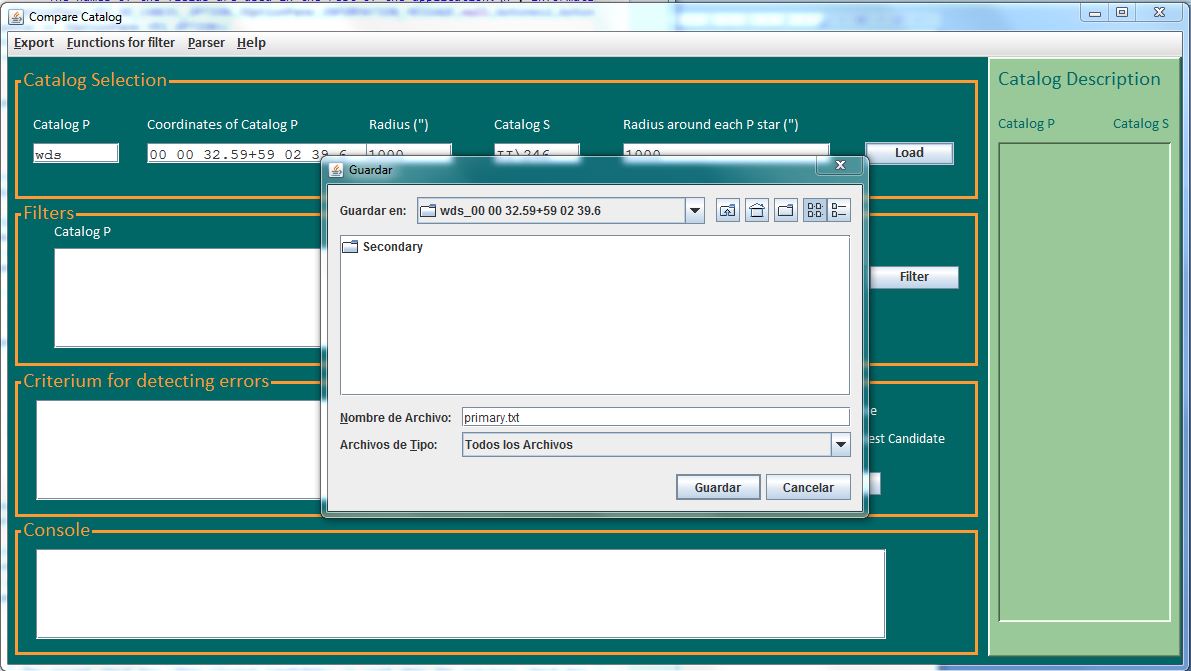 Compare Catalog
Export Functions for filter Parser Help
Catalog Selection
Catalog P Coordinates of Catalog P Radius (") Catalog S Radius around each P star (")
wds 00 00 32.59+59 02 39.6 1000 II\246 1000 Load
Guardar
Guardar en: wds_00 00 32.59+59 02 39.6
Secondary
Nombre de Archivo: primary.txt
Archivos de Tipo: Todos los Archivos
Guardar Cancelar
Filters
Catalog P
Filter
Criterium for detecting errors
est Candidate
Console
Catalog Description
Catalog P Catalog S